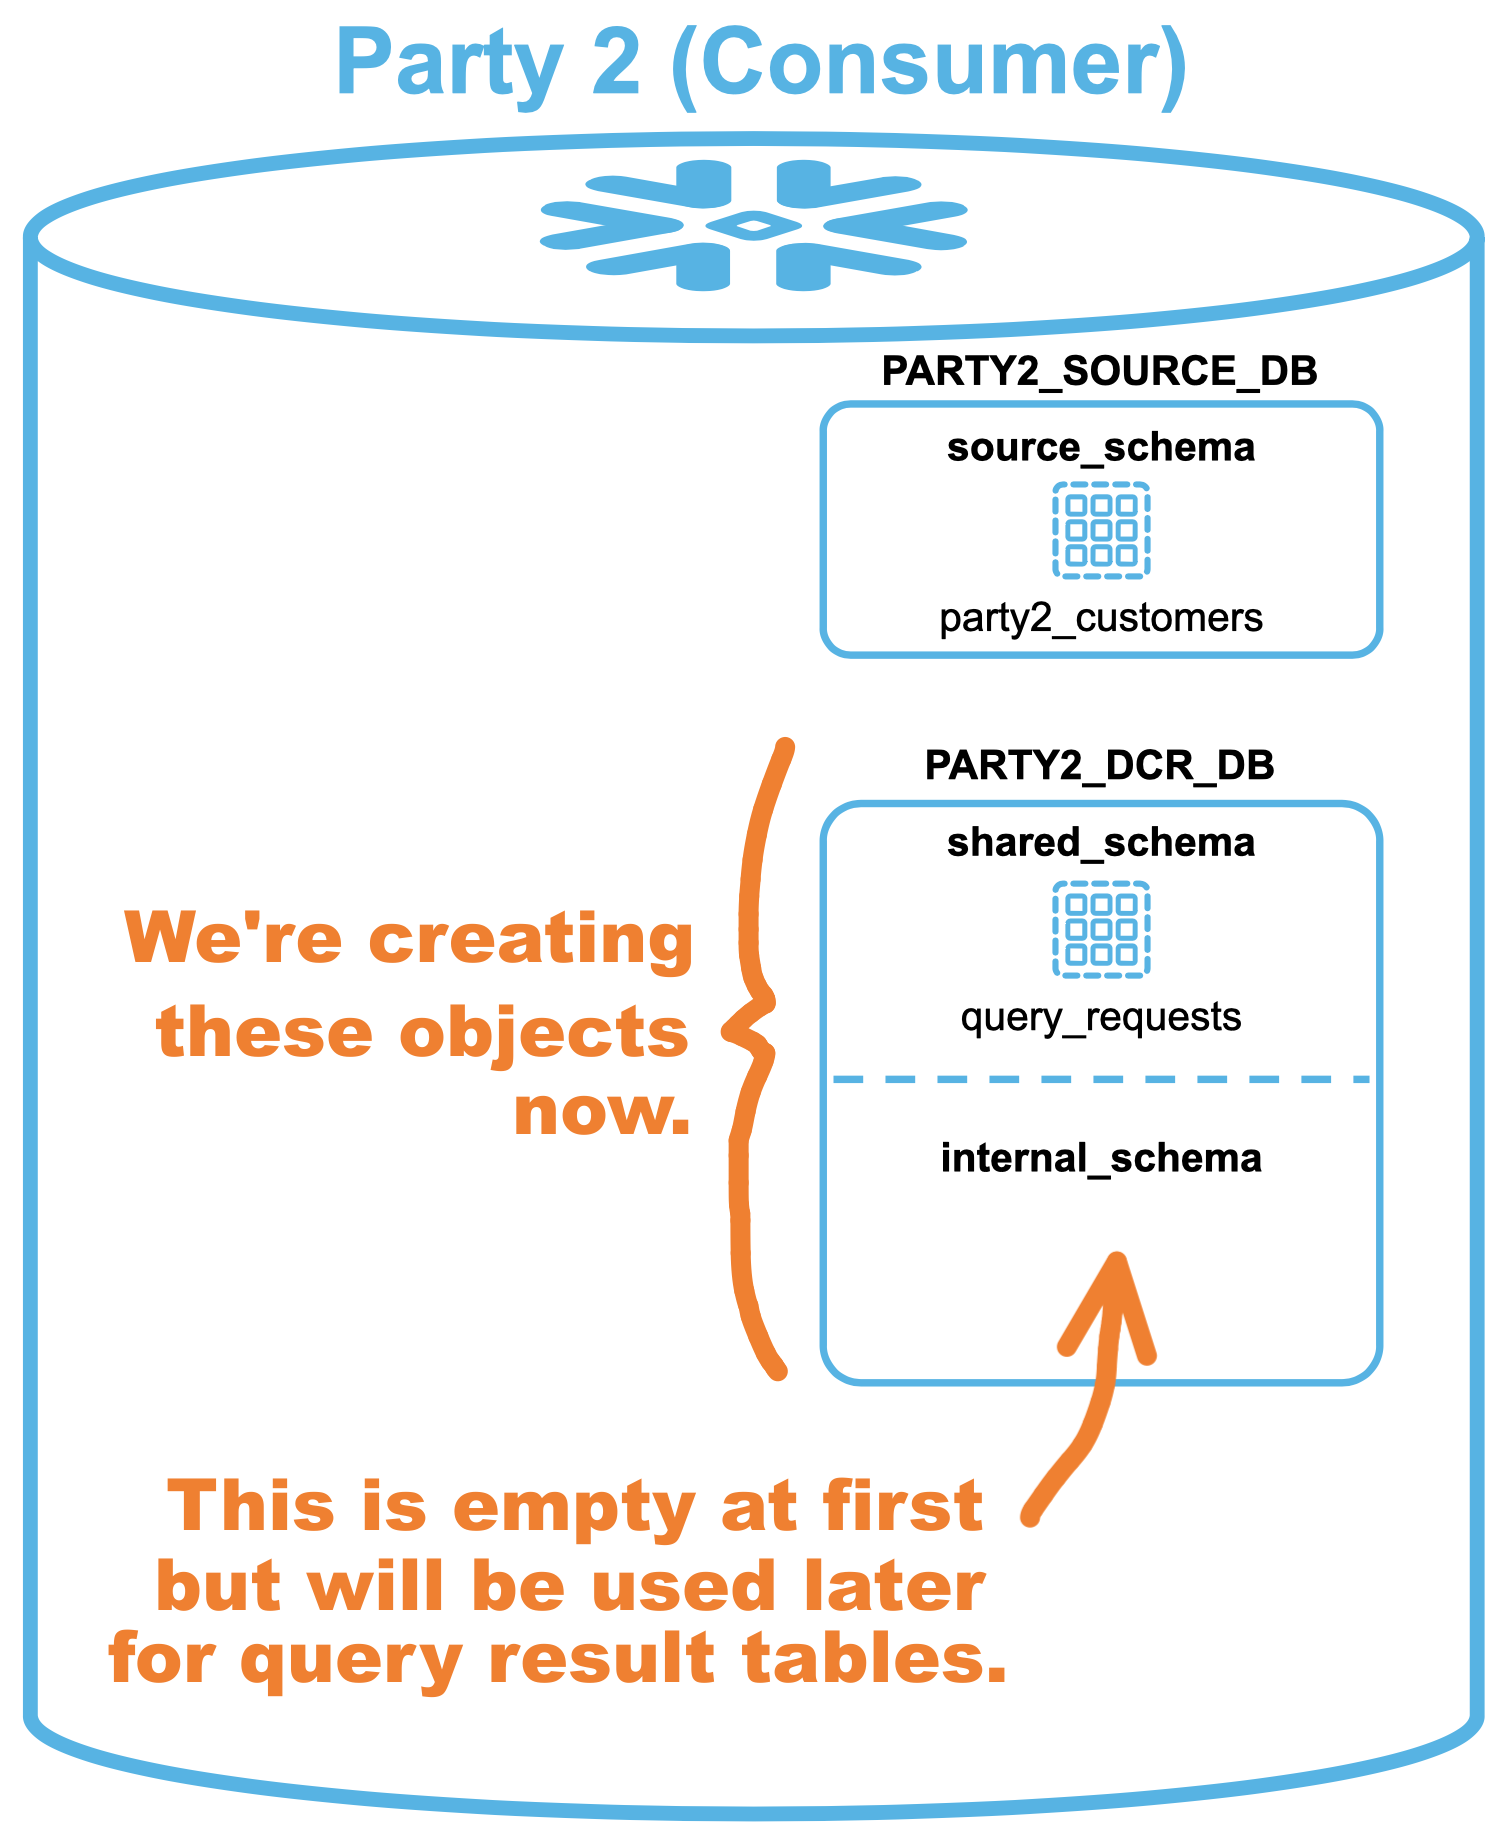 Party 2 (Consumer)
PARTY2_SOURCE_DB
source_schema
party2_customers
PARTY2_DCR_DB
shared_schema
query_requests
internal_schema
We're creating
these objects
now.
This is empty at first
but will be used later
for query result tables.